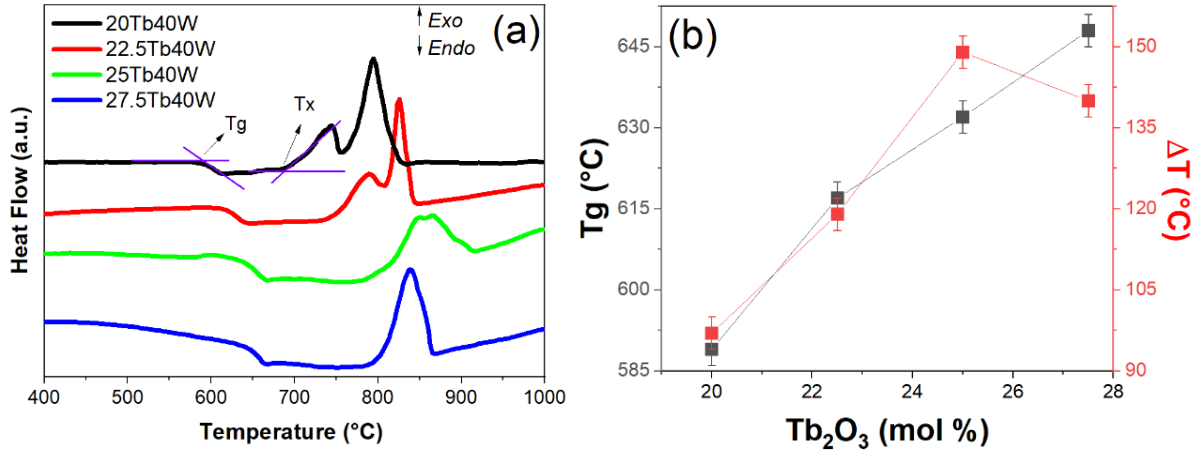 20Tb40W
22.5Tb40W
25Tb40W
27.5Tb40W
Exo
Endo
(a)
Tg
Tx
Heat Flow (a.u.)
400 500 600 700 800 900 1000
Temperature (°C)
(b)
645
630
615
600
585
Tg (°C)
150
135
120
105
90
ΔT (°C)
20 22 24 26 28
Tb₂O₃ (mol %)